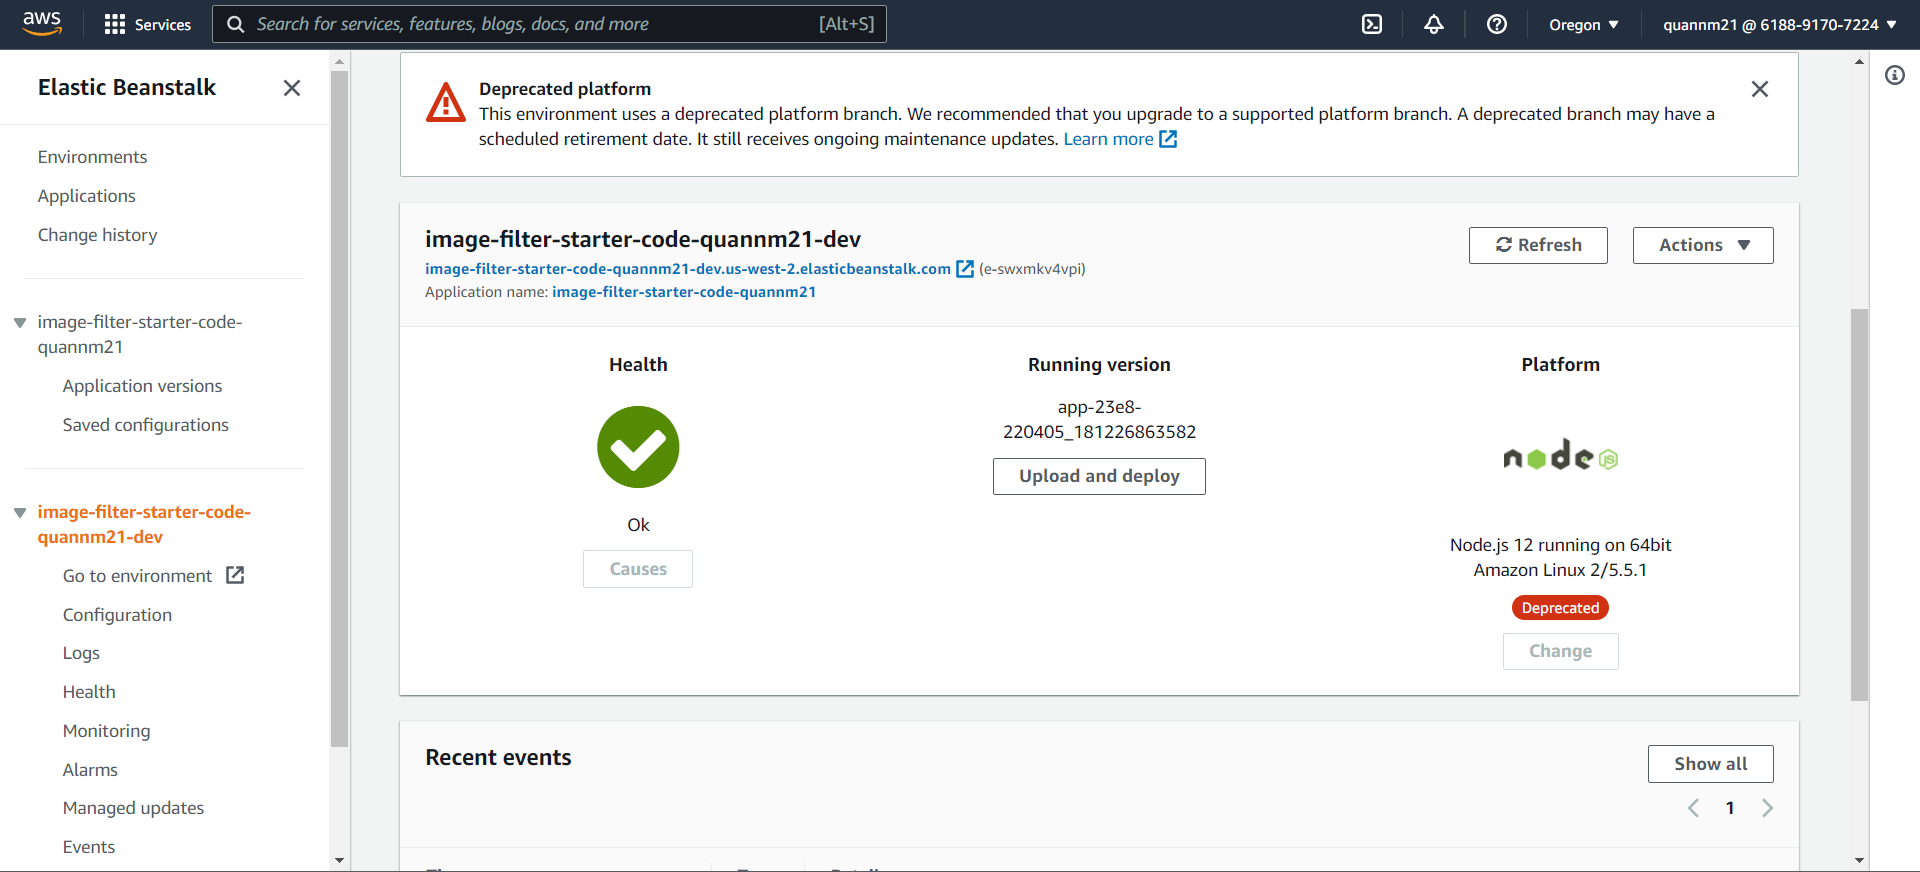 aws
Services
Search for services, features, blogs, docs, and more
[Alt+S]
Oregon
quannm21 @ 6188-9170-7224
Elastic Beanstalk
Environments
Applications
Change history
image-filter-starter-code-
quannm21
Application versions
Saved configurations
image-filter-starter-code-
quannm21-dev
Go to environment
Configuration
Logs
Health
Monitoring
Alarms
Managed updates
Events
Deprecated platform
This environment uses a deprecated platform branch. We recommended that you upgrade to a supported platform branch. A deprecated branch may have a
scheduled retirement date. It still receives ongoing maintenance updates. Learn more
image-filter-starter-code-quannm21-dev
image-filter-starter-code-quannm21-dev.us-west-2.elasticbeanstalk.com (e-swxmkv4vpi)
Application name: image-filter-starter-code-quannm21
Refresh
Actions
Health
Ok
Causes
Running version
app-23e8-
220405_181226863582
Upload and deploy
Platform
node JS
Node.js 12 running on 64bit
Amazon Linux 2/5.5.1
Deprecated
Change
Recent events
Show all
1